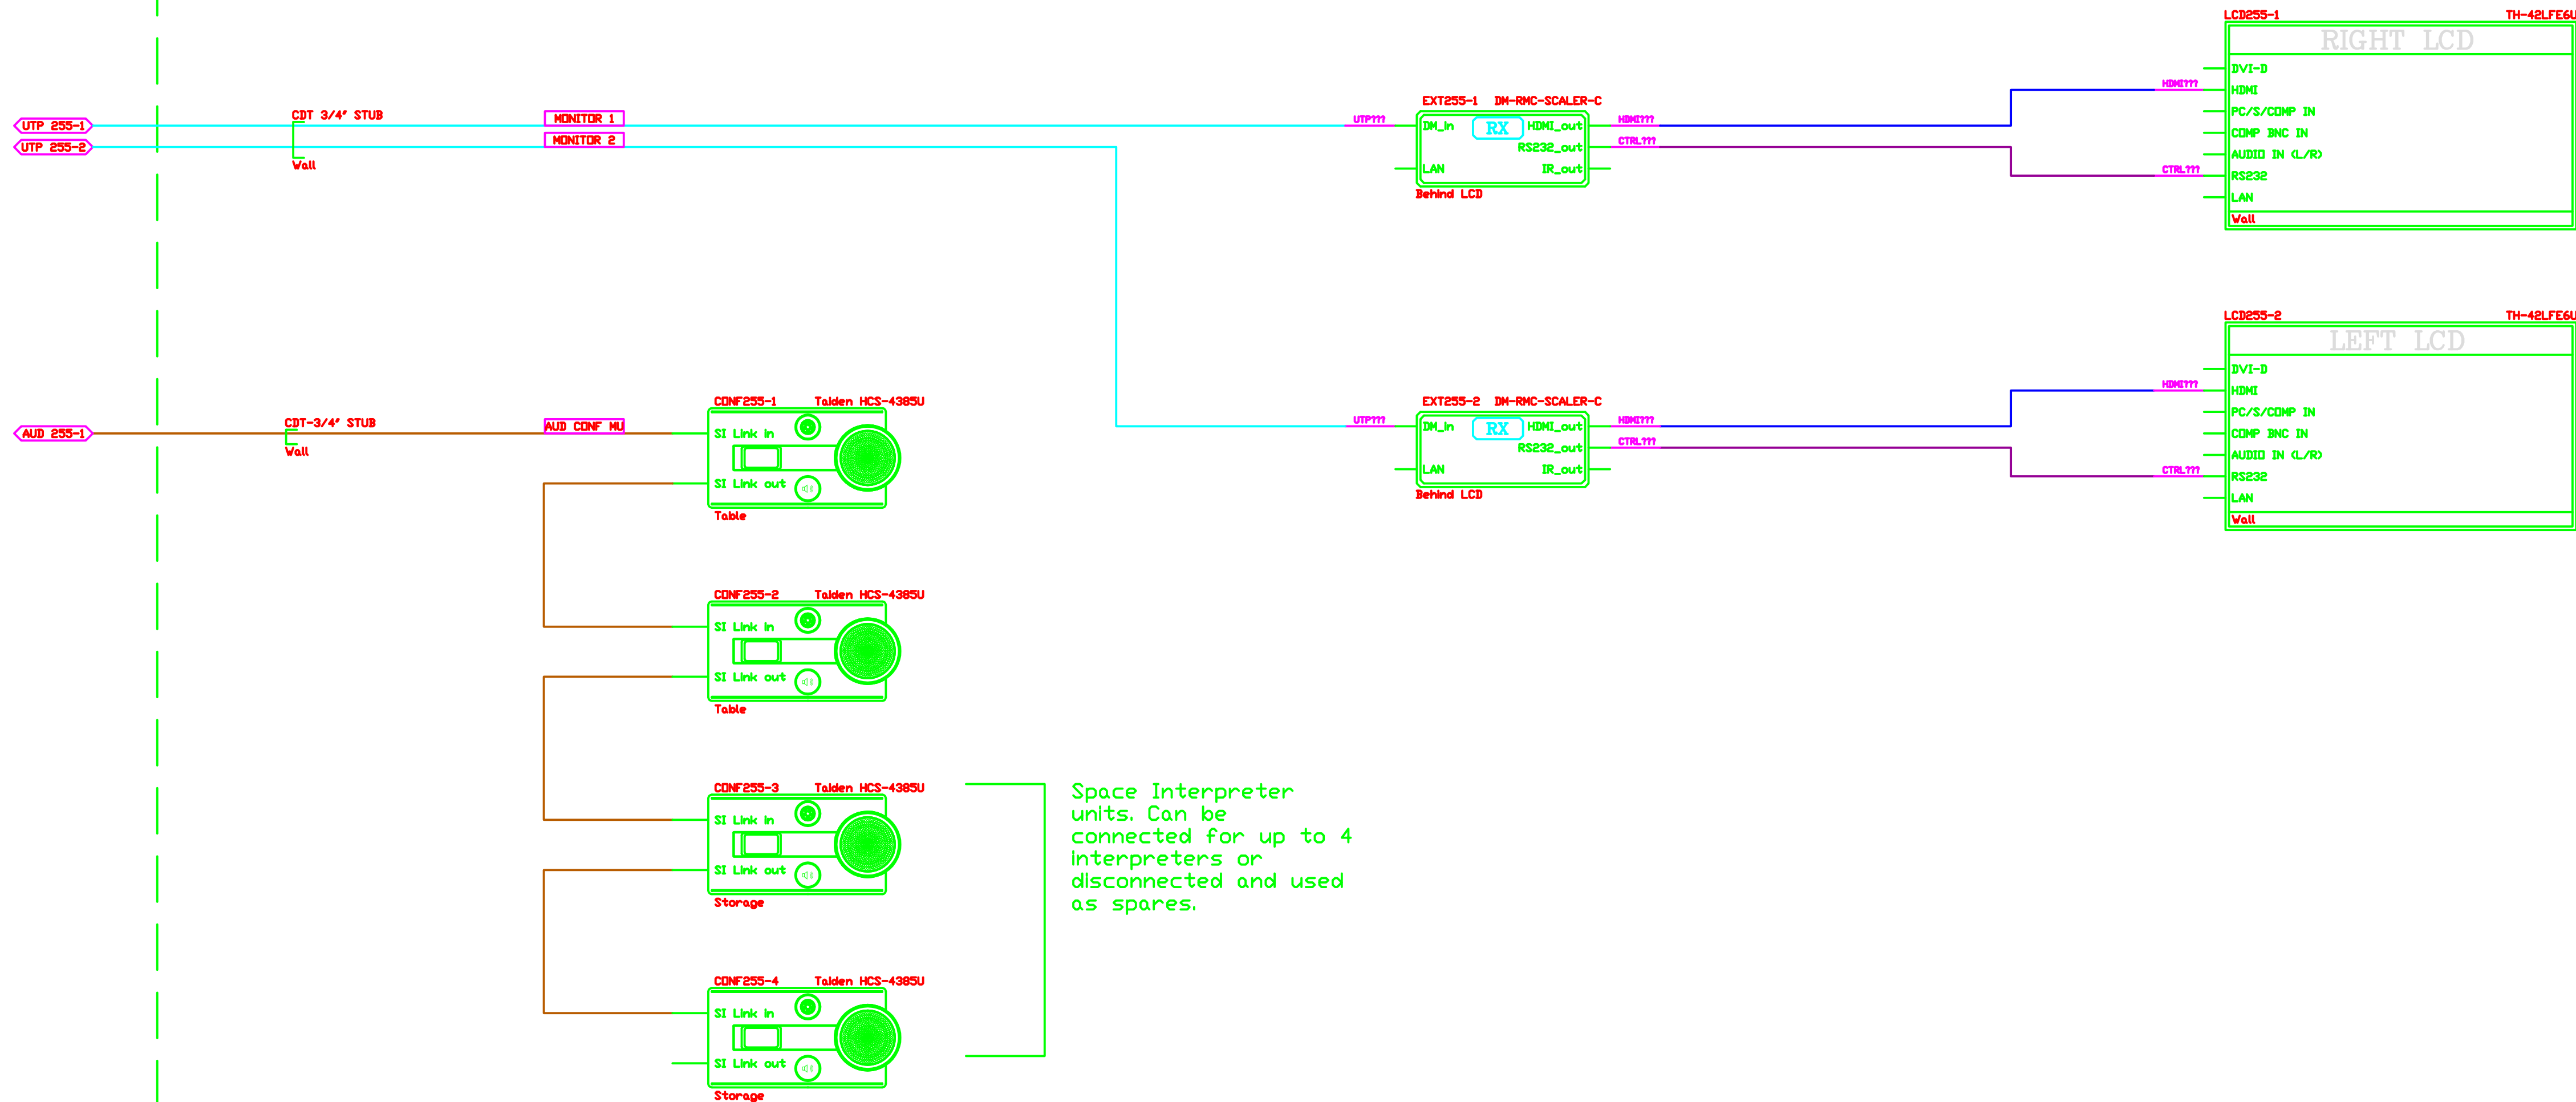 LCD255-1 TH-42LFE6U
RIGHT LCD
DVI-D
HDMI??? HDMI
PC/S/COMP IN
COMP BNC IN
AUDIO IN (L/R)
CTRL??? RS232
LAN
Wall
UTP 255-1
UTP 255-2
CDT 3/4" STUB
Wall
MONITOR 1
MONITOR 2
EXT255-1 DM-RMC-SCALER-C
UTP??? DM_in RX HDMI_out HDMI???
RS232_out CTRL???
LAN IR_out
Behind LCD
LCD255-2 TH-42LFE6U
LEFT LCD
DVI-D
HDMI??? HDMI
PC/S/COMP IN
COMP BNC IN
AUDIO IN (L/R)
CTRL??? RS232
LAN
Wall
EXT255-2 DM-RMC-SCALER-C
UTP??? DM_in RX HDMI_out HDMI???
RS232_out CTRL???
LAN IR_out
Behind LCD
AUD 255-1
CDT-3/4" STUB
Wall
AUD CONF MU
CONF255-1 Taiden HCS-4385U
SI Link in
SI Link out
Table
CONF255-2 Taiden HCS-4385U
SI Link in
SI Link out
Table
CONF255-3 Taiden HCS-4385U
SI Link in
SI Link out
Storage
CONF255-4 Taiden HCS-4385U
SI Link in
SI Link out
Storage
Space Interpreter
units. Can be
connected for up to 4
interpreters or
disconnected and used
as spares.